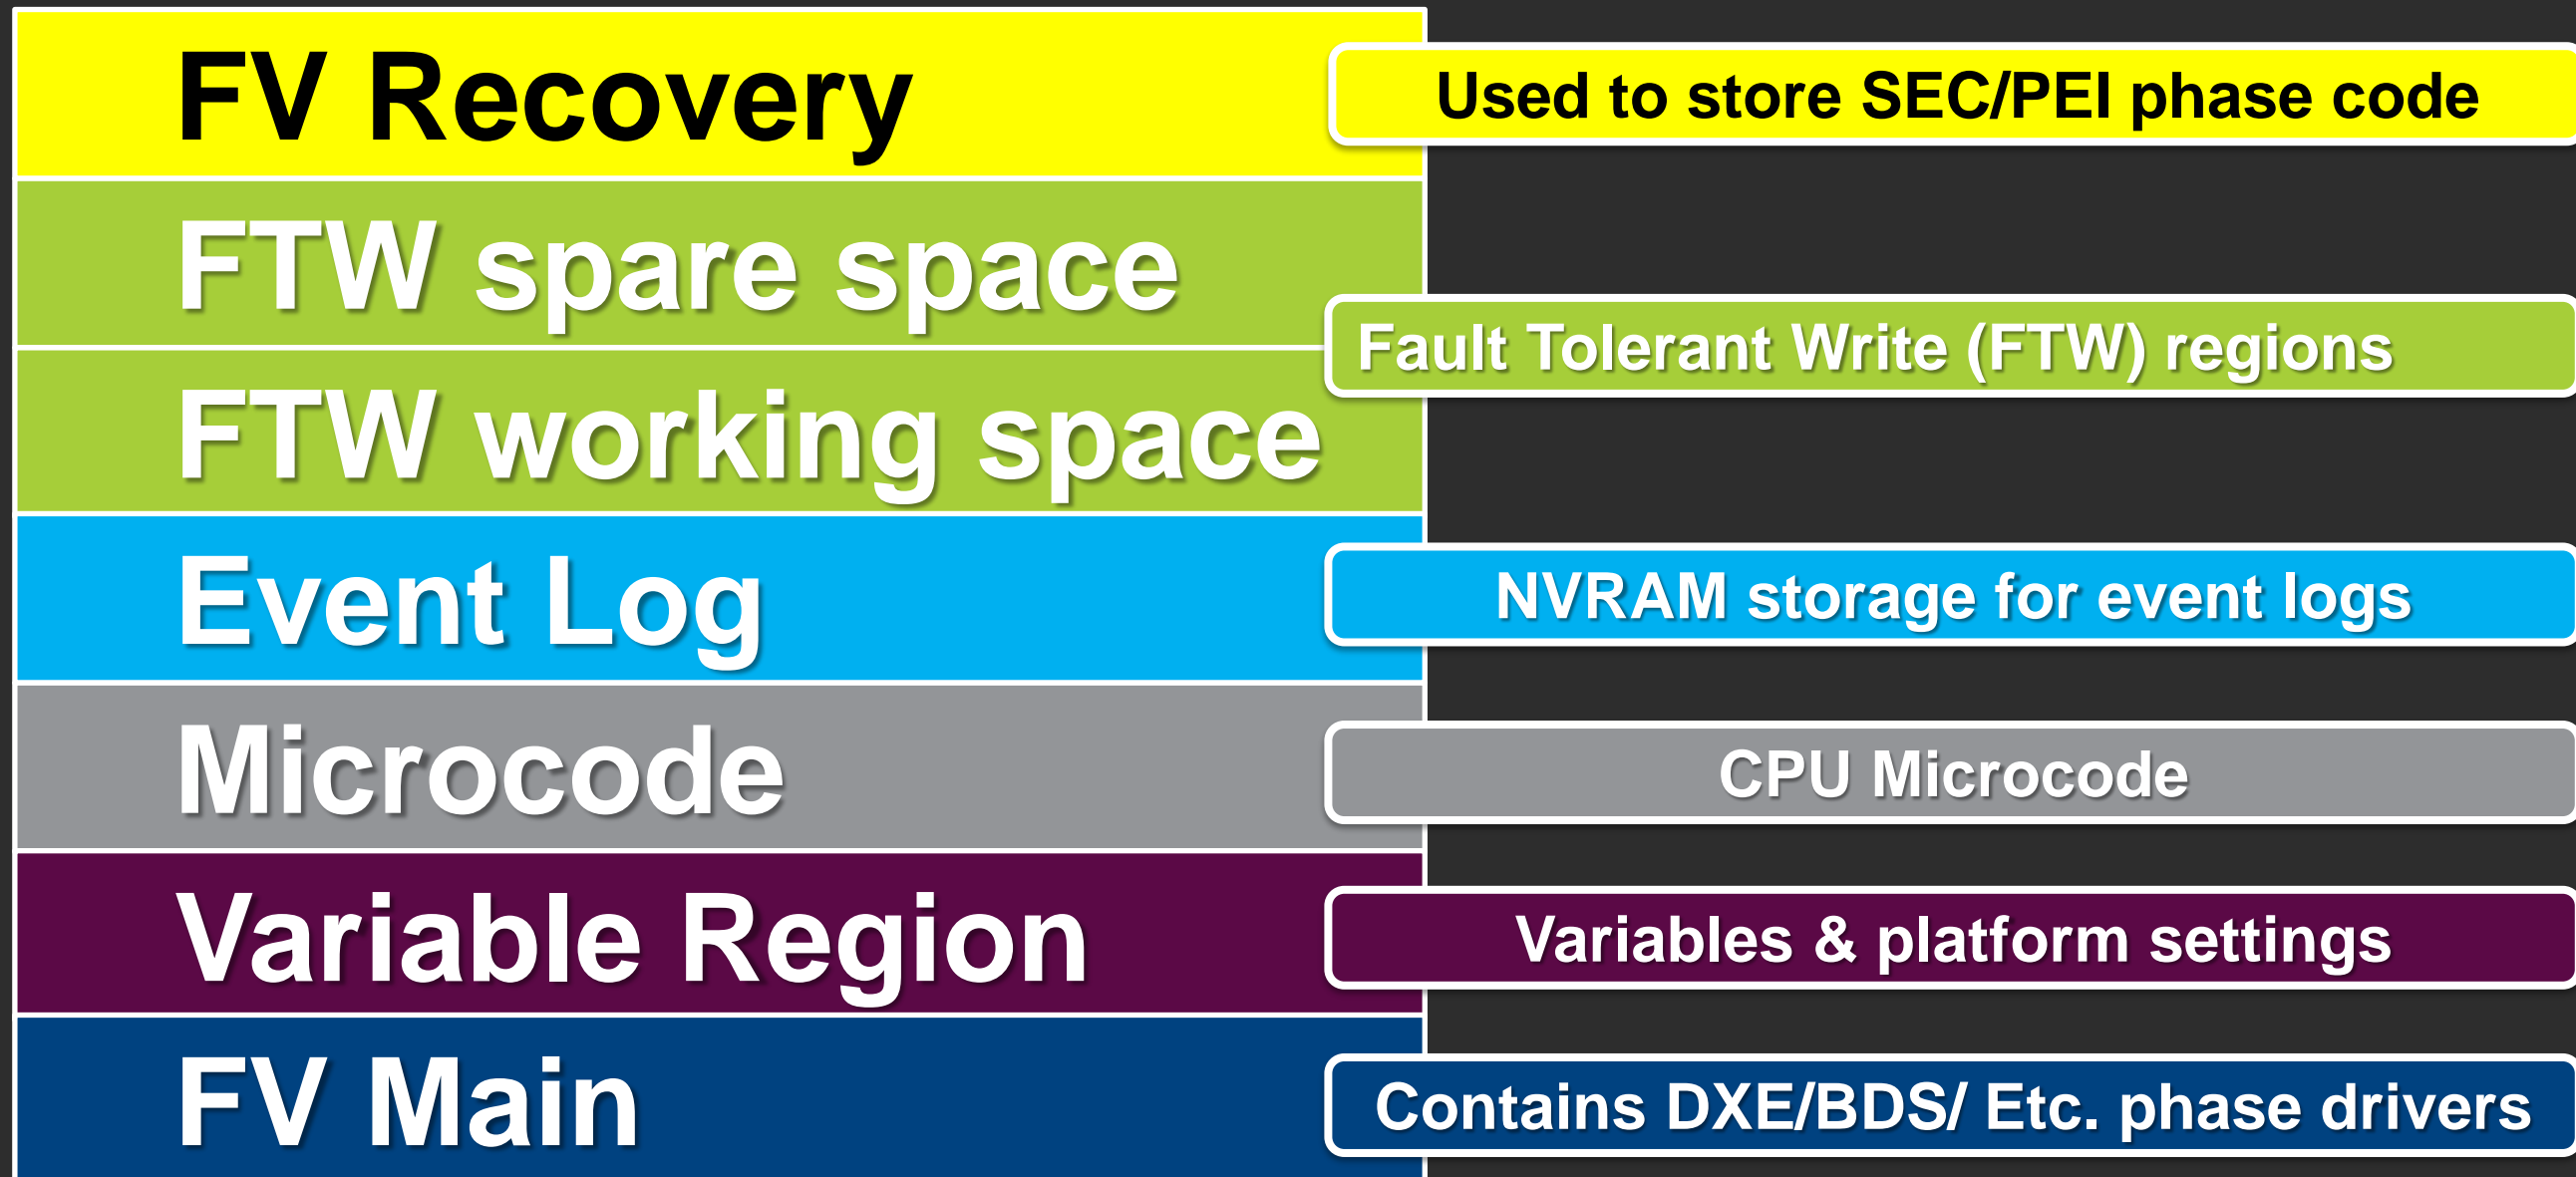 FV Recovery
Used to store SEC/PEI phase code
FTW spare space
Fault Tolerant Write (FTW) regions
FTW working space
Event Log
NVRAM storage for event logs
Microcode
CPU Microcode
Variable Region
Variables & platform settings
FV Main
Contains DXE/BDS/ Etc. phase drivers